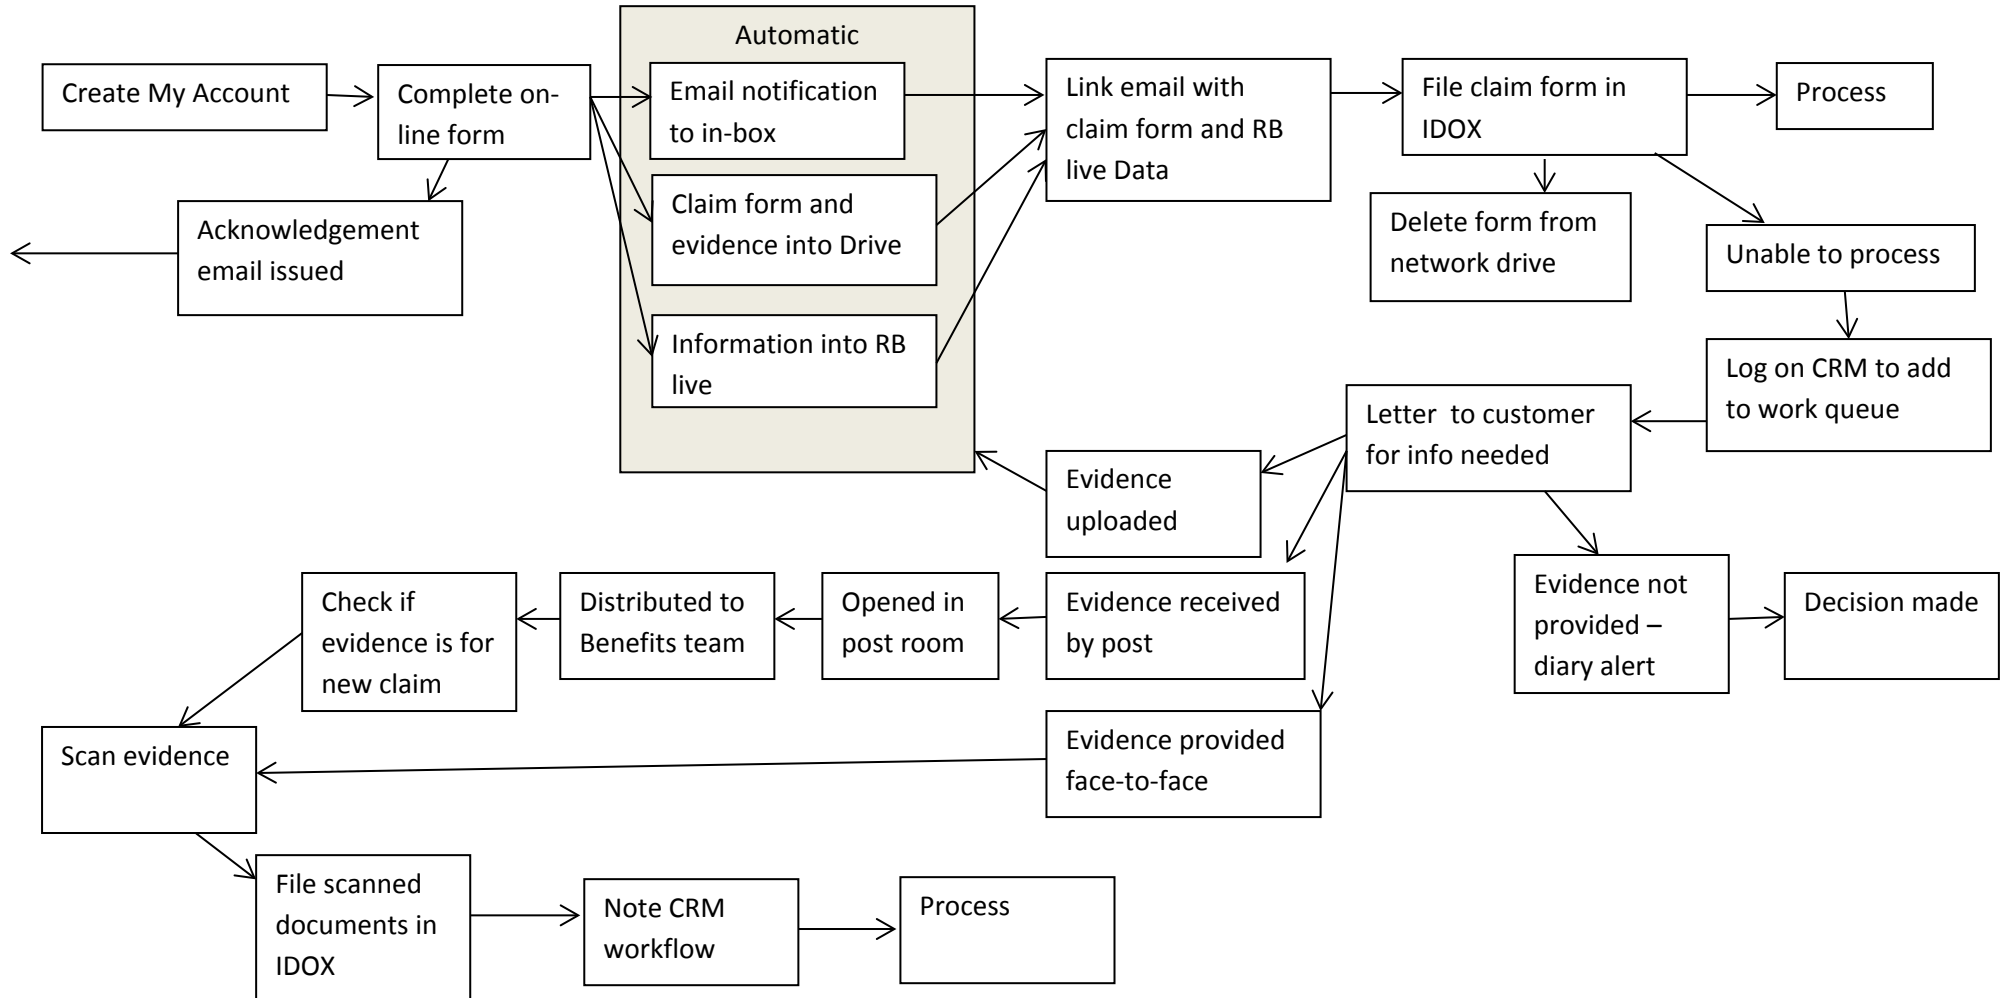 Automatic
Create My Account
Complete on-
line form
Email notification
to in-box
Link email with
claim form and RB
live Data
File claim form in
IDOX
Process
Claim form and
evidence into Drive
Acknowledgement
email issued
Delete form from
network drive
Unable to process
Information into RB
live
Log on CRM to add
to work queue
Letter  to customer
for info needed
Evidence
uploaded
Check if
evidence is for
new claim
Distributed to
Benefits team
Opened in
post room
Evidence received
by post
Evidence not
provided –
diary alert
Decision made
Scan evidence
Evidence provided
face-to-face
File scanned
documents in
IDOX
Note CRM
workflow
Process